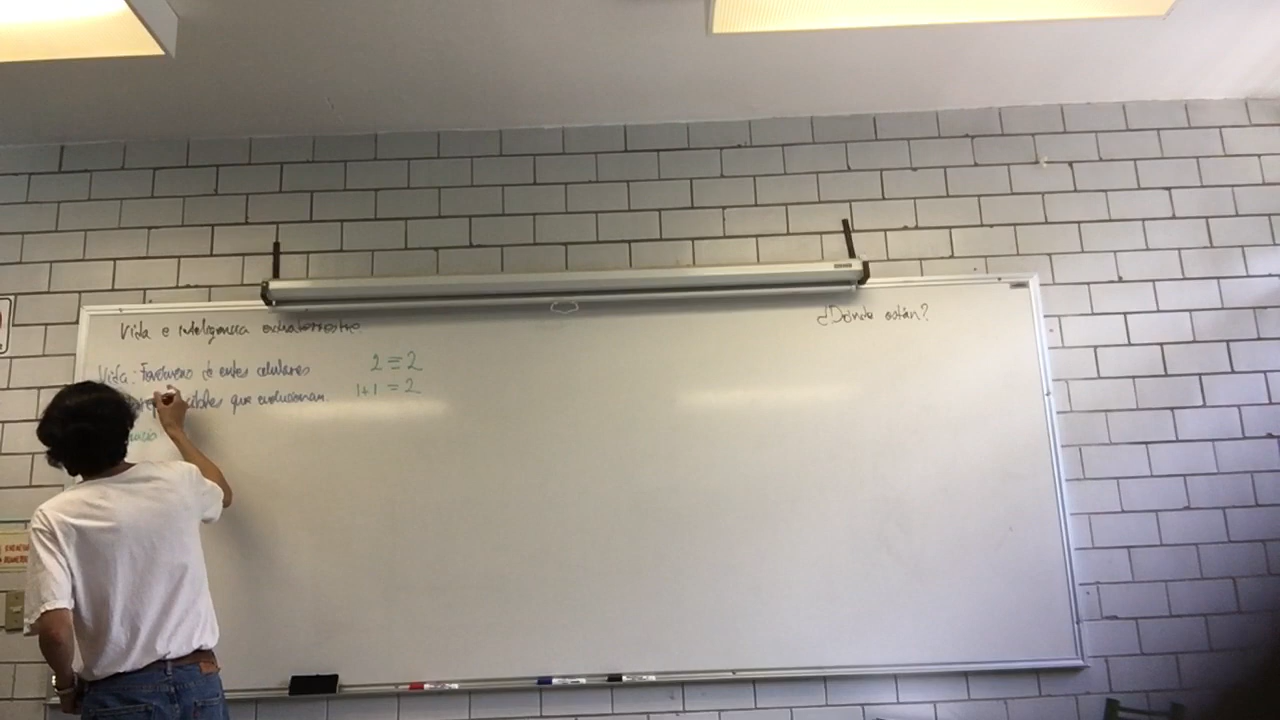 Vida e inteligencia extraterrestre.
¿Dónde están?
Vida: Fenómeno de entes celulares
que evolucionan.
2 = 2
1+1 = 2